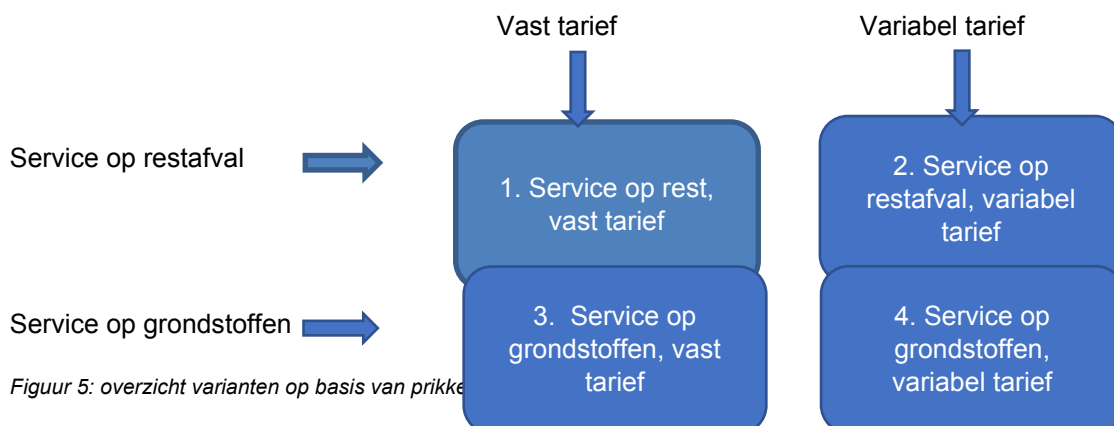 Vast tarief
Variabel tarief
Service op restafval
1. Service op rest,
vast tarief
2. Service op
restafval, variabel
tarief
Service op grondstoffen
3. Service op
grondstoffen, vast
tarief
4. Service op
grondstoffen,
variabel tarief
Figuur 5: overzicht varianten op basis van